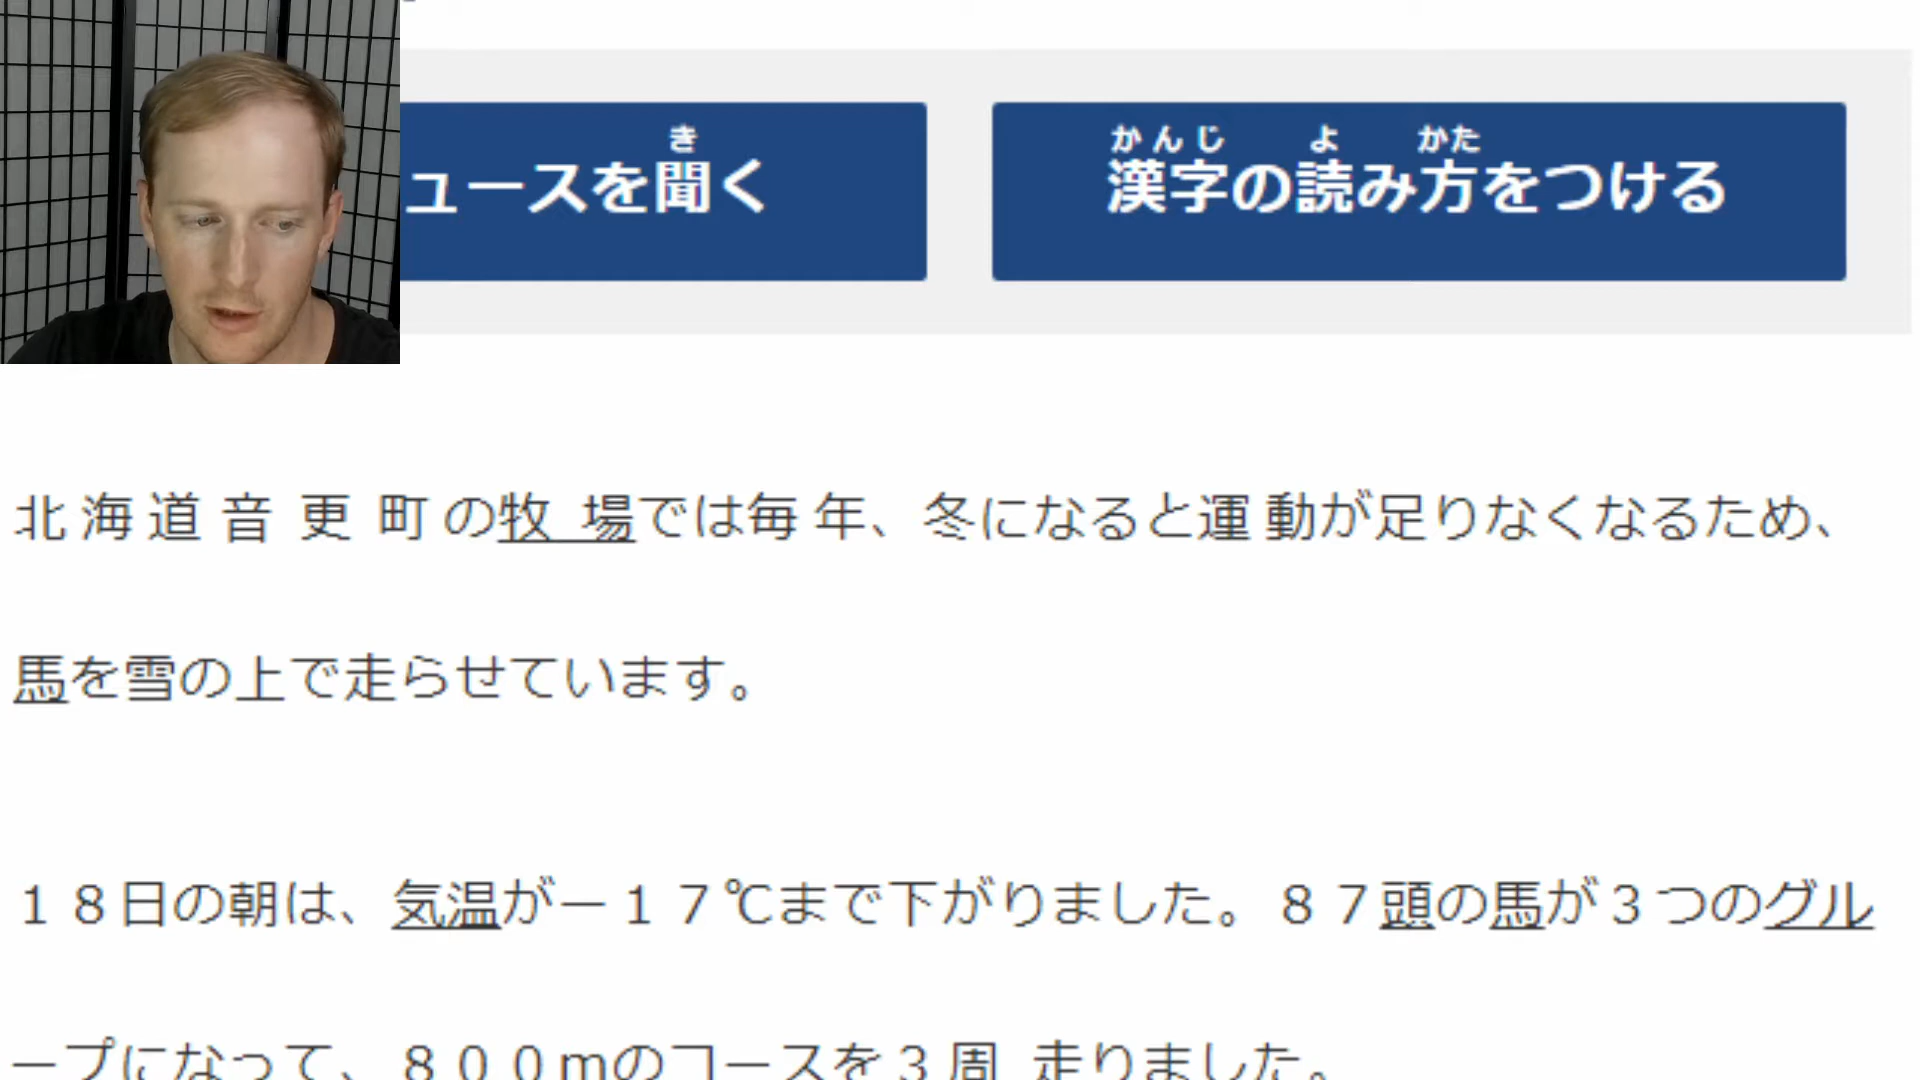 き
ュースを聞く
かんじ よ かた
漢字の読み方をつける
北海道音更町の牧場では毎年、冬になると運動が足りなくなるため、
馬を雪の上で走らせています。
１８日の朝は、気温がー１７℃まで下がりました。８７頭の馬が３つのグル
ープになって、８００mのコースを３周走りました。